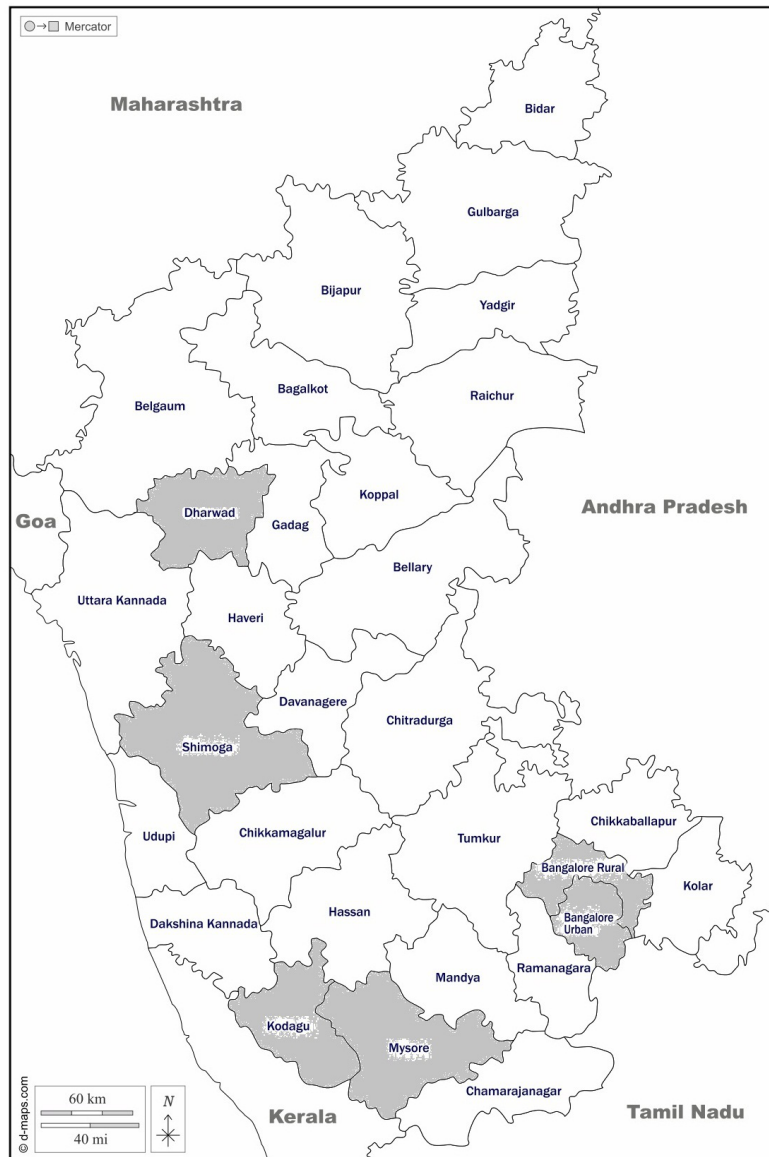 Mercator
Maharashtra
Bidar
Gulbarga
Bijapur
Yadgir
Bagalkot
Raichur
Belgaum
Koppal
Dharwad
Gadag
Goa
Andhra Pradesh
Bellary
Uttara Kannada
Haveri
Davanagere
Chitradurga
Shimoga
Chikkaballapur
Udupi
Chikkamagalur
Tumkur
Bangalore Rural
Kolar
Hassan
Dakshina Kannada
Bangalore
Urban
Ramanagara
Mandya
Kodagu
Mysore
Chamarajanagar
60 km
40 mi
N
Kerala
Tamil Nadu
© d-maps.com